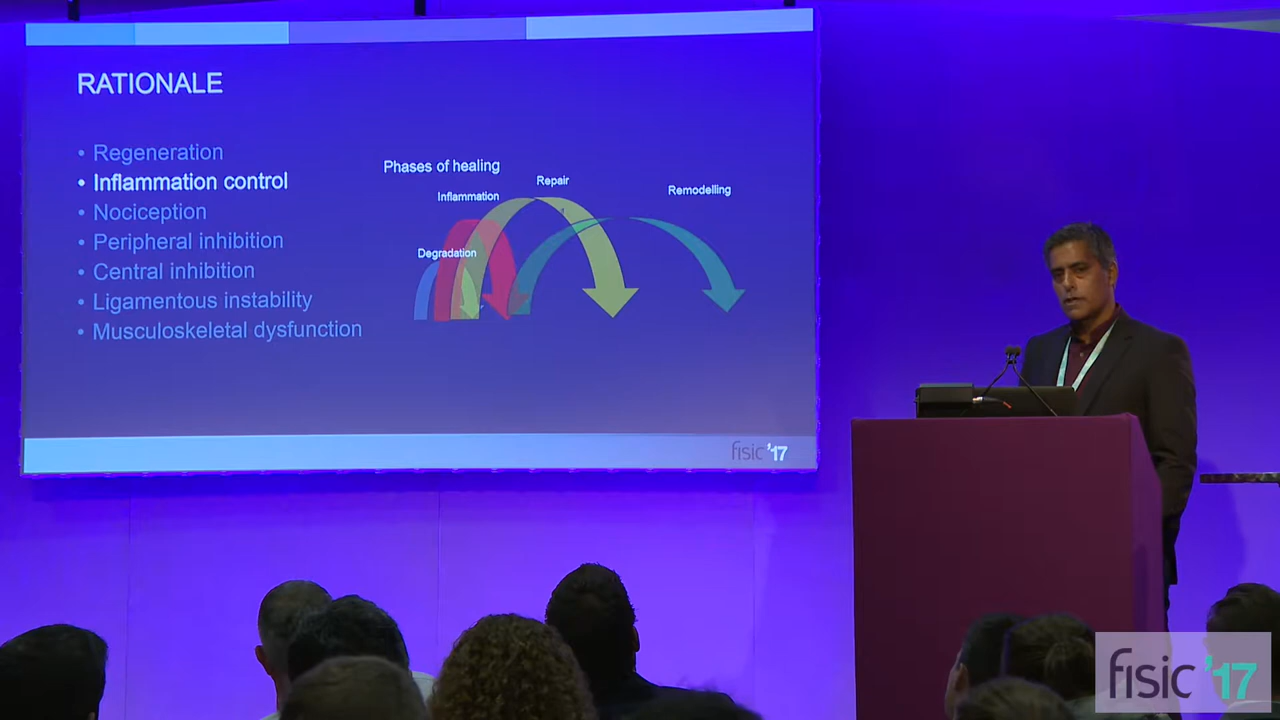 RATIONALE
• Regeneration
• Inflammation control
• Nociception
• Peripheral inhibition
• Central inhibition
• Ligamentous instability
• Musculoskeletal dysfunction
Phases of healing
Repair
Remodelling
Inflammation
Degradation
fisic '17
fisic '17